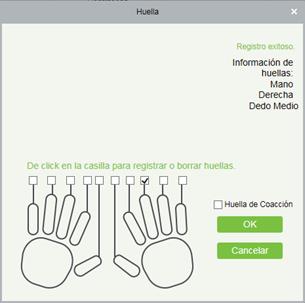 Huella
Registro exitoso.
Información de
huellas:
Mano
Derecha
Dedo Medio
De click en la casilla para registrar o borrar huellas.
Huella de Coacción
OK
Cancelar